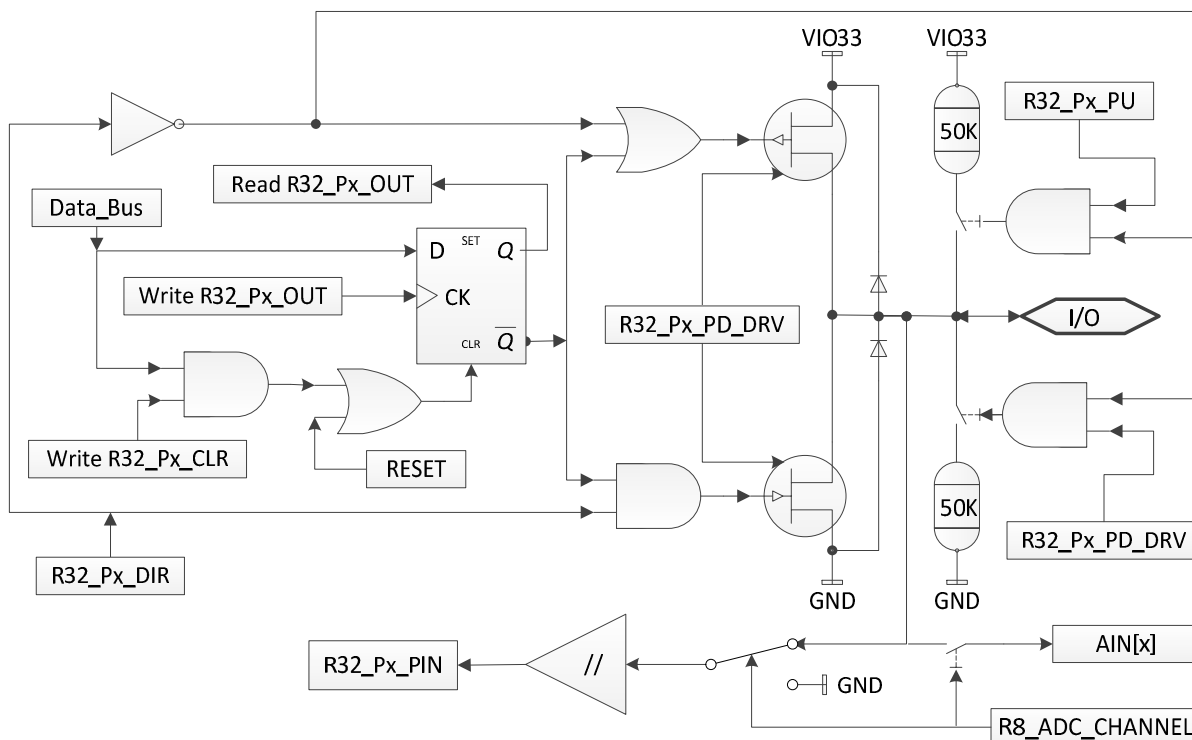 VIO33
VIO33
R32_Px_PU
50K
Read R32_Px_OUT
Data_Bus
D
SET
Q
Write R32_Px_OUT
CK
R32_Px_PD_DRV
I/O
CLR
Q
Write R32_Px_CLR
RESET
50K
R32_Px_PD_DRV
R32_Px_DIR
GND
GND
R32_Px_PIN
//
AIN[x]
GND
R8_ADC_CHANNEL